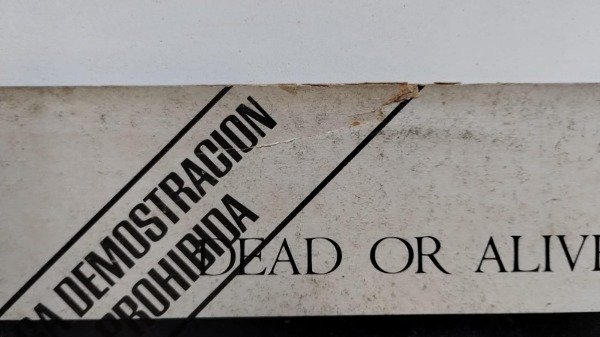 DEMOSTRACION
PROHIBIDA
DEAD OR ALIVE